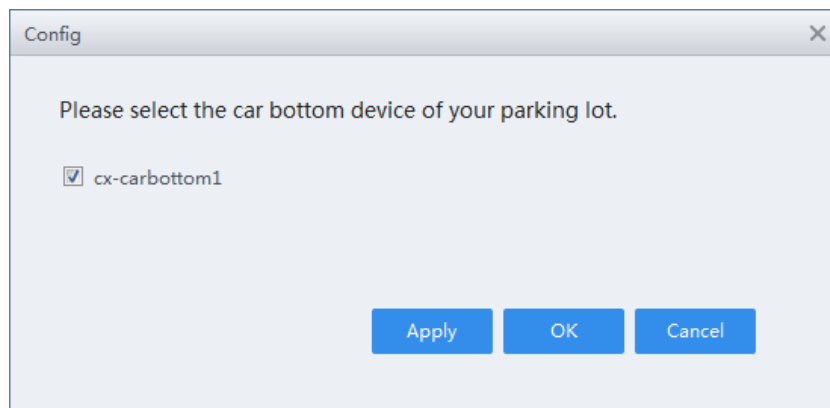 Config
Please select the car bottom device of your parking lot.
cx-carbottom1
Apply OK Cancel